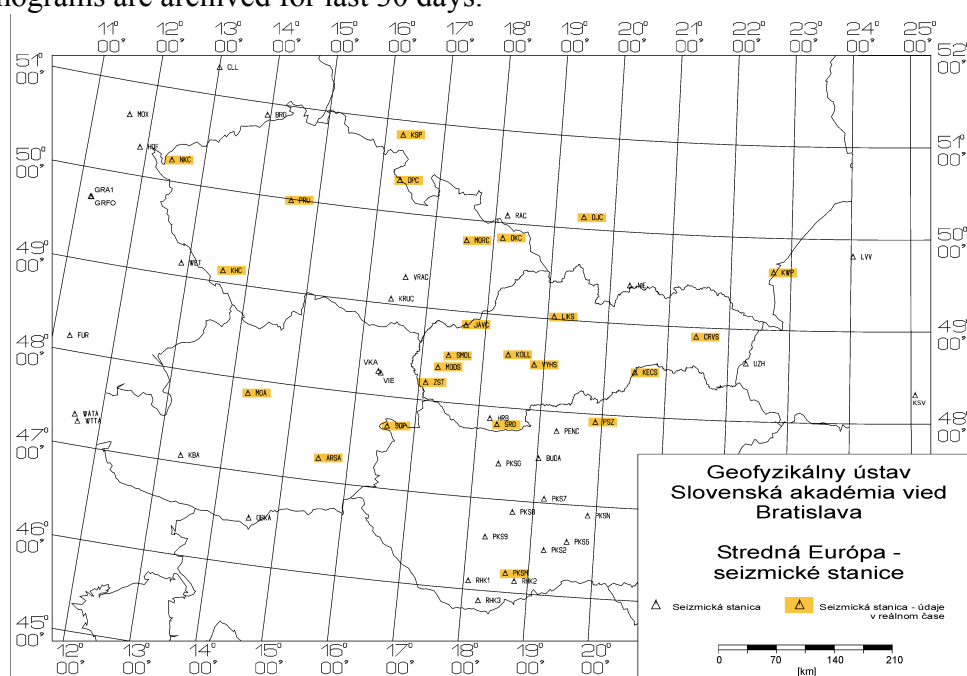 nograms are archived for last 30 days.
11° 12° 13° 14° 15° 16° 17° 18° 19° 20° 21° 22° 23° 24° 25°
00' 00' 00' 00' 00' 00' 00' 00' 00' 00' 00' 00' 00' 00' 00'
51° 00'
52° 00'
CLL
MOX
BRG
KSP
HOF
51° 00'
50° 00'
NKC
DPC
GRA1
GRFO
PRU
RAC
OJC
MORC
OKC
50° 00'
49° 00'
WET
KHC
VRAC
KWP
LVV
NIE
KRUC
LIKS
JAVC
49° 00'
FUR
CRVS
48° 00'
SMOL
KOLL
VYHS
UZH
VKA
VIE
MODS
KECS
ZST
MOA
KSV
WATA
WTTA
HRB
SOP
SRO
PSZ
48° 00'
47° 00'
PENC
KBA
ARSA
PKSG
BUDA
PKS7
OBKA
PKS8
PKSN
46° 00'
PKS9
PKS6
PKS2
PKSM
RHK1
RHK2
RHK3
45° 00'
12° 13° 14° 15° 16° 17° 18° 19° 20°
00' 00' 00' 00' 00' 00' 00' 00' 00'
Geofyzikálny ústav
Slovenská akadémia vied
Bratislava
Stredná Európa -
seizmické stanice
Seizmická stanica
Seizmická stanica - údaje
v reálnom čase
0 70 140 210
[km]